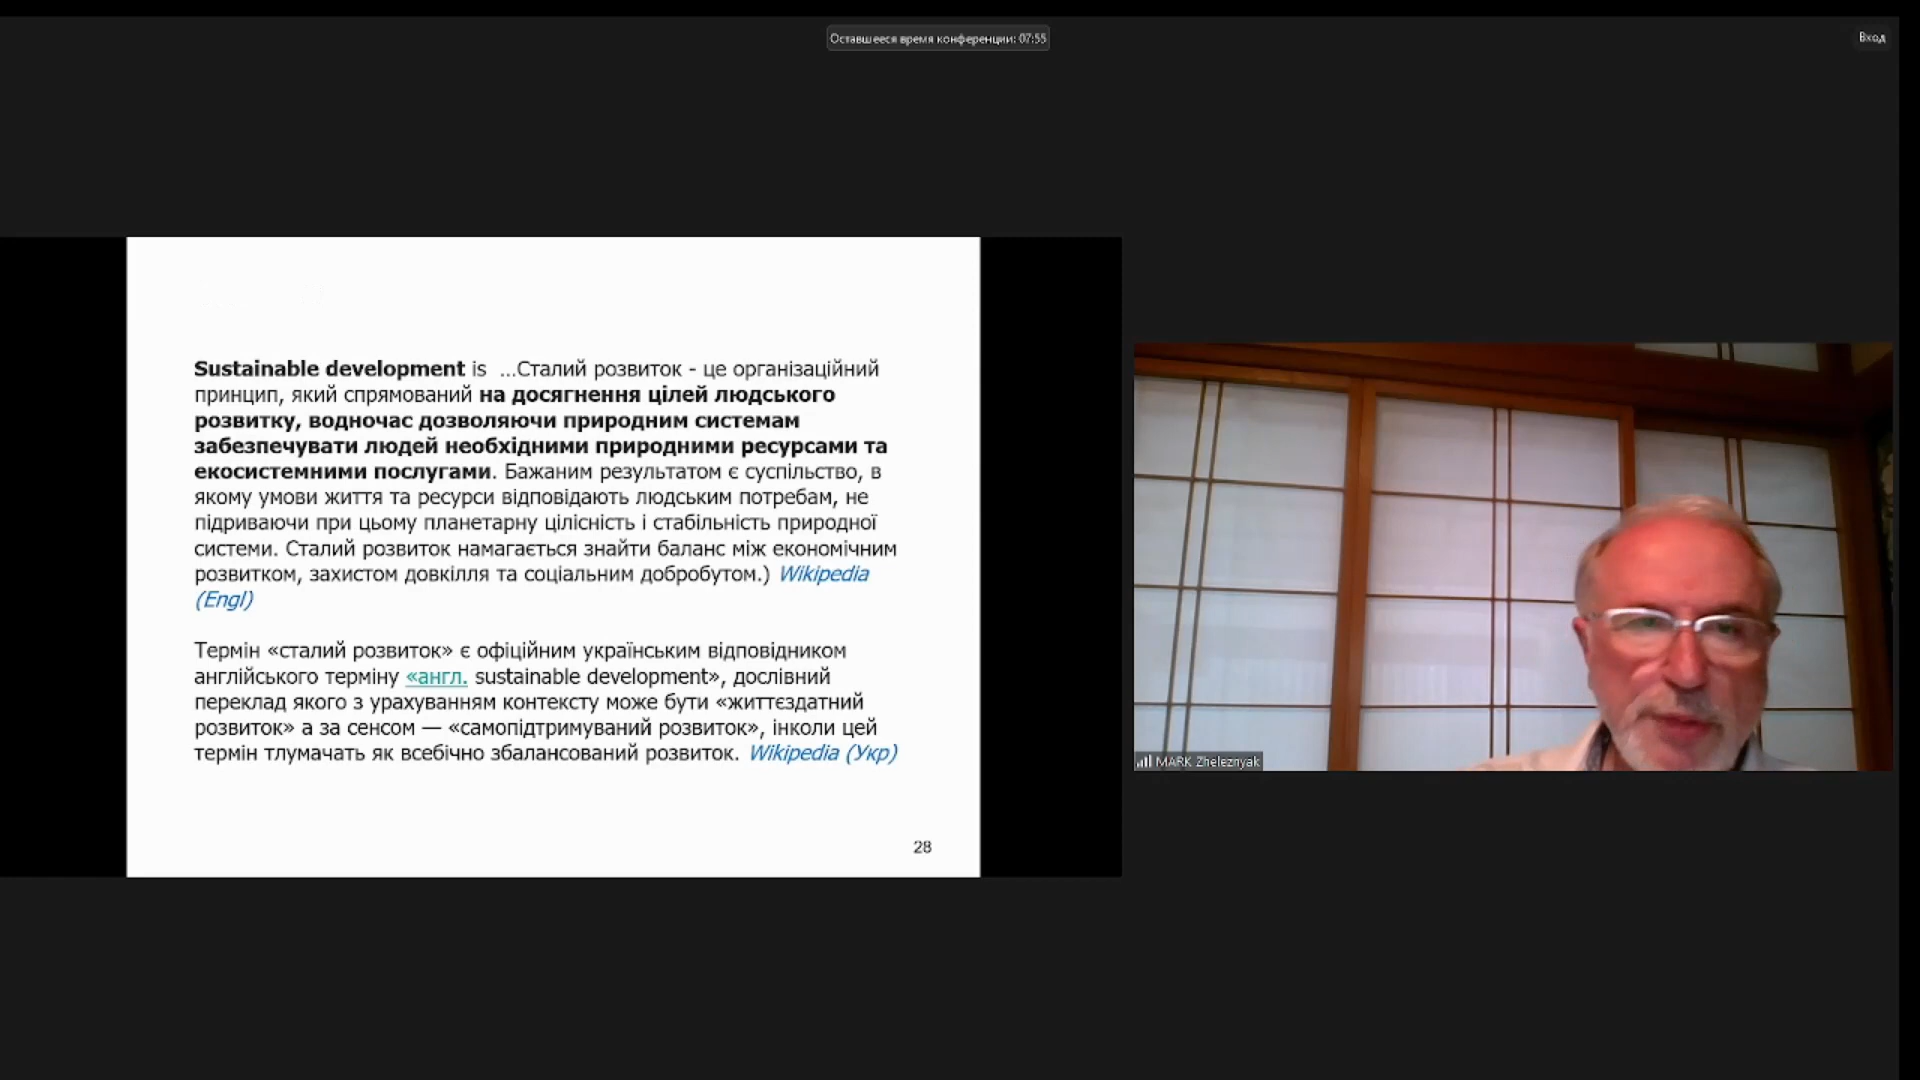 Оставшееся время конференции: 07:55
Вход
Sustainable development is ...Сталий розвиток - це організаційний
принцип, який спрямований на досягнення цілей людського
розвитку, водночас дозволяючи природним системам
забезпечувати людей необхідними природними ресурсами та
екосистемними послугами. Бажаним результатом є суспільство, в
якому умови життя та ресурси відповідають людським потребам, не
підриваючи при цьому планетарну цілісність і стабільність природної
системи. Сталий розвиток намагається знайти баланс між економічним
розвитком, захистом довкілля та соціальним добробутом.) Wikipedia
(Engl)
Термін «сталий розвиток» є офіційним українським відповідником
англійського терміну «англ. sustainable development», дослівний
переклад якого з урахуванням контексту може бути «життєздатний
розвиток» а за сенсом — «самопідтримуваний розвиток», інколи цей
термін тлумачать як всебічно збалансований розвиток. Wikipedia (Укр)
28
MARK Zheleznyak